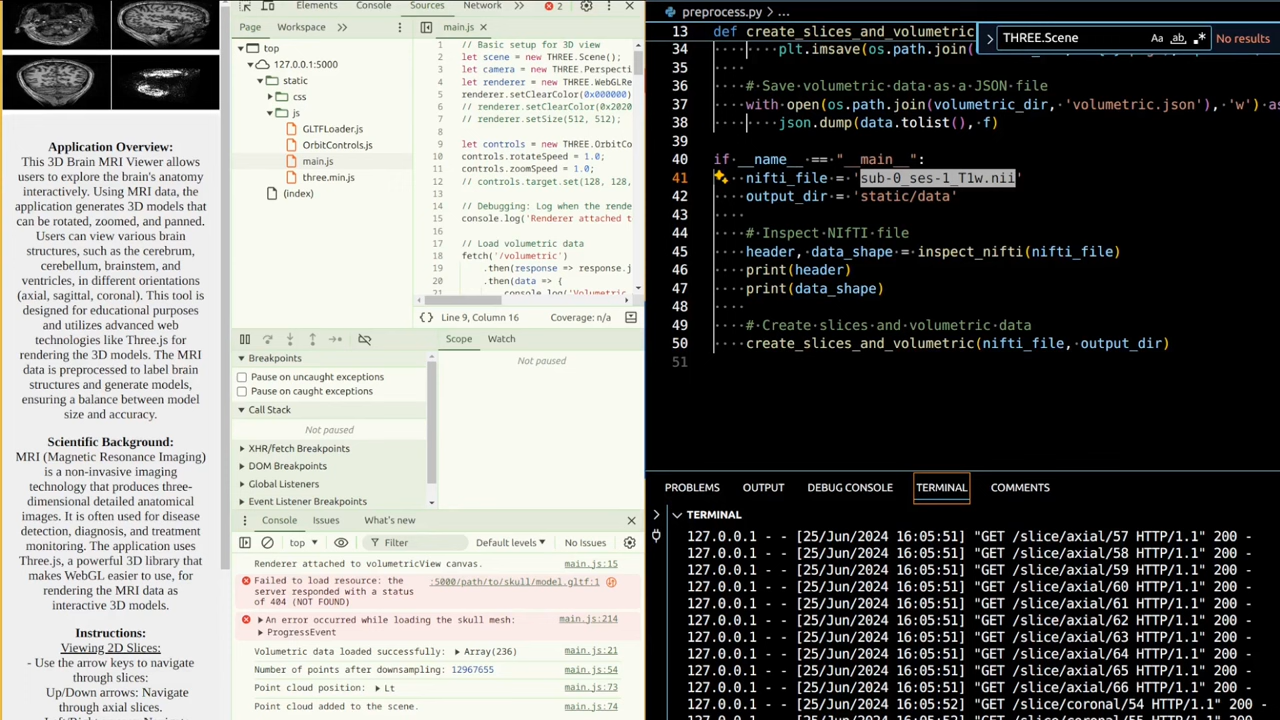 Application Overview:
This 3D Brain MRI Viewer allows
users to explore the brain's anatomy
interactively. Using MRI data, the
application generates 3D models that
can be rotated, zoomed, and panned.
Users can view various brain
structures, such as the cerebrum,
cerebellum, brainstem, and
ventricles, in different orientations
(axial, sagittal, coronal). This tool is
designed for educational purposes
and utilizes advanced web
technologies like Three.js for
rendering the 3D models. The MRI
data is preprocessed to label brain
structures and generate models,
ensuring a balance between model
size and accuracy.
Scientific Background:
MRI (Magnetic Resonance Imaging)
is a non-invasive imaging
technology that produces three-
dimensional detailed anatomical
images. It is often used for disease
detection, diagnosis, and treatment
monitoring. The application uses
Three.js, a powerful 3D library that
makes WebGL easier to use, for
rendering the MRI data as
interactive 3D models.
Instructions:
Viewing 2D Slices:
- Use the arrow keys to navigate
through slices:
Up/Down arrows: Navigate
through axial slices.
Elements Console Sources Network 2
Page Workspace
main.js
top
127.0.0.1:5000
static
css
js
GLTFLoader.js
OrbitControls.js
main.js
three.min.js
(index)
1 // Basic setup for 3D view
2 let scene = new THREE.Scene();
3 let camera = new THREE.Perspecti
4 let renderer = new THREE.WebGLRe
5 renderer.setClearColor(0x000000)
6 // renderer.setClearColor(0x2020
7 // renderer.setSize(512, 512);
8
9 let controls = new THREE.OrbitCo
10 controls.rotateSpeed = 1.0;
11 controls.zoomSpeed = 1.0;
12 // controls.target.set(128, 128,
13
14 // Debugging: Log when the rende
15 console.log('Renderer attached t
16
17 // Load volumetric data
18 fetch('/volumetric')
19 .then(response => response.j
20 .then(data => {
21 console.log('Volumetric
{} Line 9, Column 16 Coverage: n/a
Scope Watch
Not paused
Breakpoints
Pause on uncaught exceptions
Pause on caught exceptions
Call Stack
Not paused
XHR/fetch Breakpoints
DOM Breakpoints
Global Listeners
Event Listener Breakpoints
Console Issues What's new
top Filter Default levels No Issues
Renderer attached to volumetricView canvas. main.js:15
Failed to load resource: the :5000/path/to/skull/model.gltf:1
server responded with a status
of 404 (NOT FOUND)
An error occurred while loading the skull mesh: main.js:214
ProgressEvent
Volumetric data loaded successfully: Array(236) main.js:21
Number of points after downsampling: 12967655 main.js:54
Point cloud position: Lt main.js:73
Point cloud added to the scene. main.js:74
preprocess.py > ...
THREE.Scene Aa ab .* No results
13 def create_slices_and_volumetric
34 plt.imsave(os.path.join(
35
36 # Save volumetric data as a JSON file
37 with open(os.path.join(volumetric_dir, 'volumetric.json'), 'w') as
38 json.dump(data.tolist(), f)
39
40 if __name__ == "__main__":
41 nifti_file = 'sub-0_ses-1_T1w.nii'
42 output_dir = 'static/data'
43
44 # Inspect NIfTI file
45 header, data_shape = inspect_nifti(nifti_file)
46 print(header)
47 print(data_shape)
48
49 # Create slices and volumetric data
50 create_slices_and_volumetric(nifti_file, output_dir)
51
PROBLEMS OUTPUT DEBUG CONSOLE TERMINAL COMMENTS
TERMINAL
127.0.0.1 - - [25/Jun/2024 16:05:51] "GET /slice/axial/57 HTTP/1.1" 200 -
127.0.0.1 - - [25/Jun/2024 16:05:51] "GET /slice/axial/58 HTTP/1.1" 200 -
127.0.0.1 - - [25/Jun/2024 16:05:51] "GET /slice/axial/59 HTTP/1.1" 200 -
127.0.0.1 - - [25/Jun/2024 16:05:51] "GET /slice/axial/60 HTTP/1.1" 200 -
127.0.0.1 - - [25/Jun/2024 16:05:51] "GET /slice/axial/61 HTTP/1.1" 200 -
127.0.0.1 - - [25/Jun/2024 16:05:51] "GET /slice/axial/62 HTTP/1.1" 200 -
127.0.0.1 - - [25/Jun/2024 16:05:52] "GET /slice/axial/63 HTTP/1.1" 200 -
127.0.0.1 - - [25/Jun/2024 16:05:52] "GET /slice/axial/64 HTTP/1.1" 200 -
127.0.0.1 - - [25/Jun/2024 16:05:52] "GET /slice/axial/65 HTTP/1.1" 200 -
127.0.0.1 - - [25/Jun/2024 16:05:52] "GET /slice/axial/66 HTTP/1.1" 200 -
127.0.0.1 - - [25/Jun/2024 16:05:52] "GET /slice/coronal/54 HTTP/1.1" 200 -